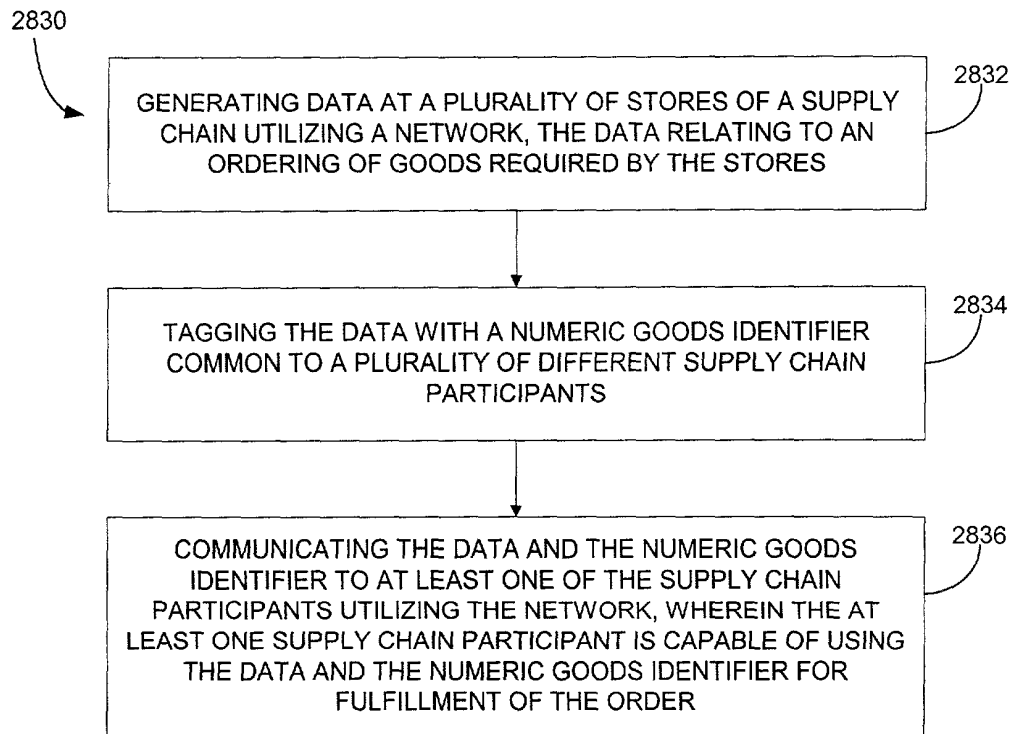 2830
2832
GENERATING DATA AT A PLURALITY OF STORES OF A SUPPLY
CHAIN UTILIZING A NETWORK, THE DATA RELATING TO AN
ORDERING OF GOODS REQUIRED BY THE STORES
2834
TAGGING THE DATA WITH A NUMERIC GOODS IDENTIFIER
COMMON TO A PLURALITY OF DIFFERENT SUPPLY CHAIN
PARTICIPANTS
2836
COMMUNICATING THE DATA AND THE NUMERIC GOODS
IDENTIFIER TO AT LEAST ONE OF THE SUPPLY CHAIN
PARTICIPANTS UTILIZING THE NETWORK, WHEREIN THE AT
LEAST ONE SUPPLY CHAIN PARTICIPANT IS CAPABLE OF USING
THE DATA AND THE NUMERIC GOODS IDENTIFIER FOR
FULFILLMENT OF THE ORDER